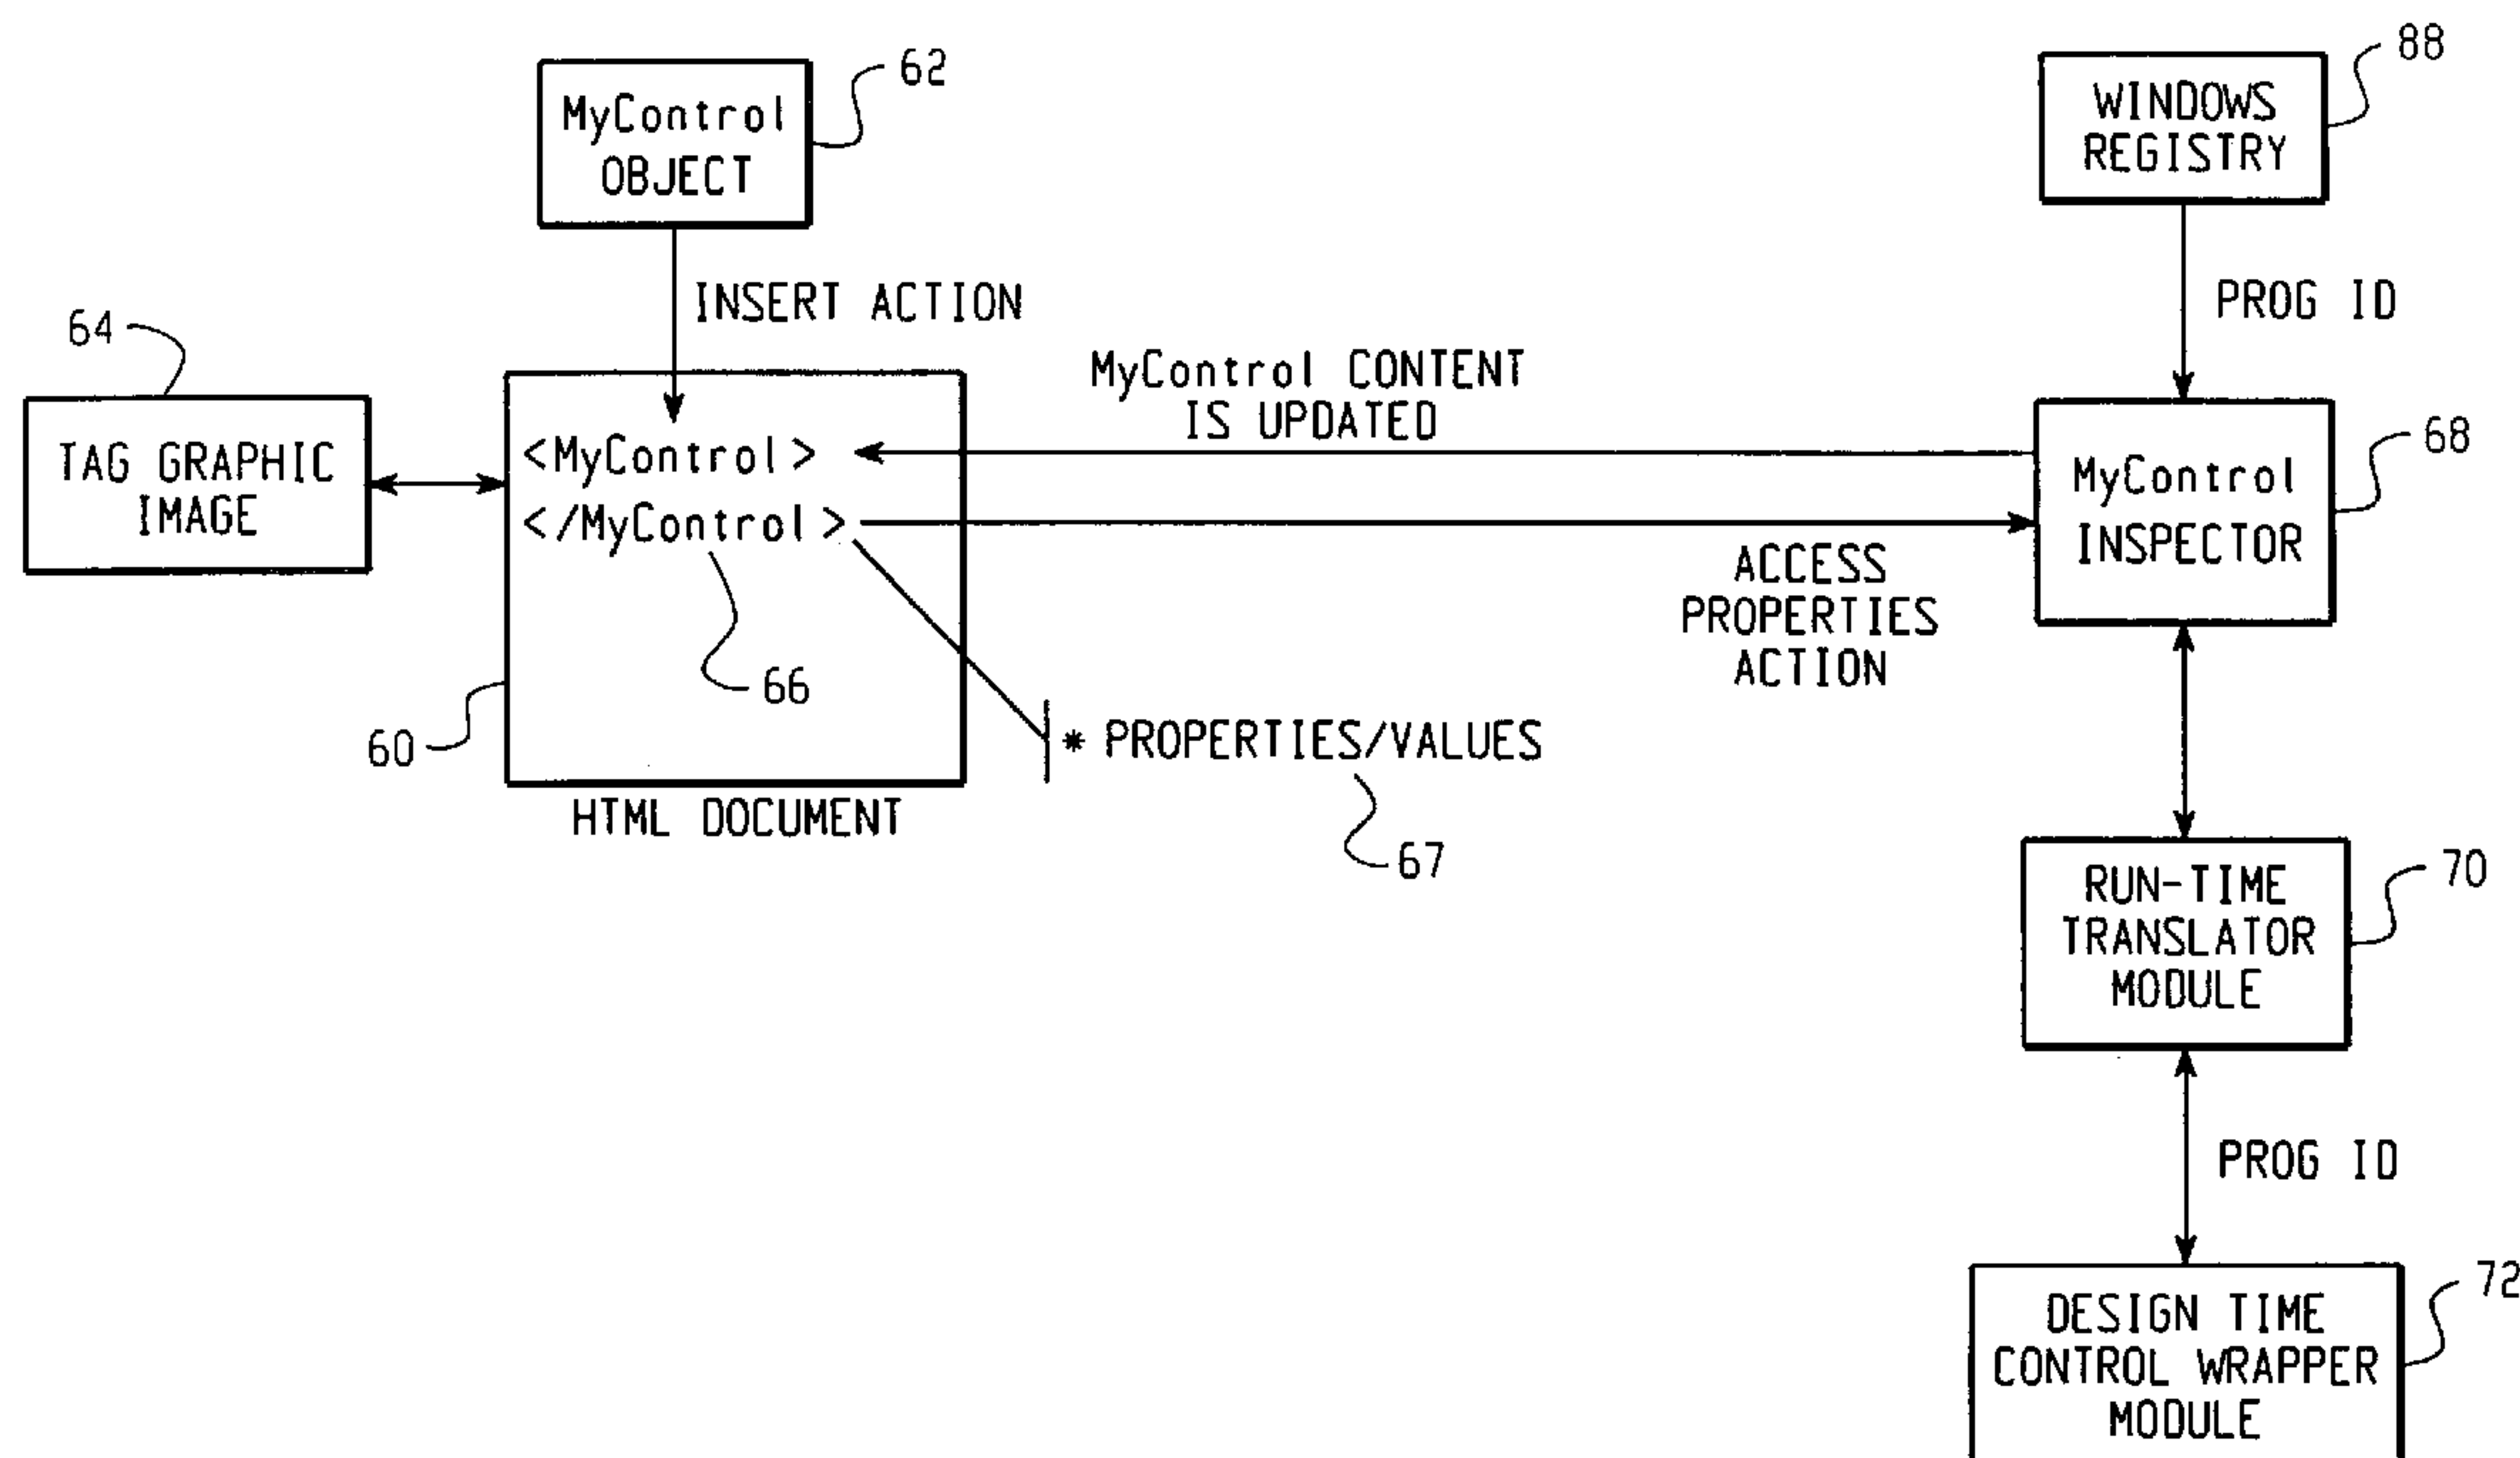 62
MyControl
OBJECT
88
WINDOWS
REGISTRY
INSERT ACTION
PROG ID
64
TAG GRAPHIC
IMAGE
MyControl CONTENT
IS UPDATED
<MyControl>
</MyControl>
66
60
HTML DOCUMENT
ACCESS
PROPERTIES
ACTION
* PROPERTIES/VALUES
67
68
MyControl
INSPECTOR
70
RUN-TIME
TRANSLATOR
MODULE
PROG ID
72
DESIGN TIME
CONTROL WRAPPER
MODULE